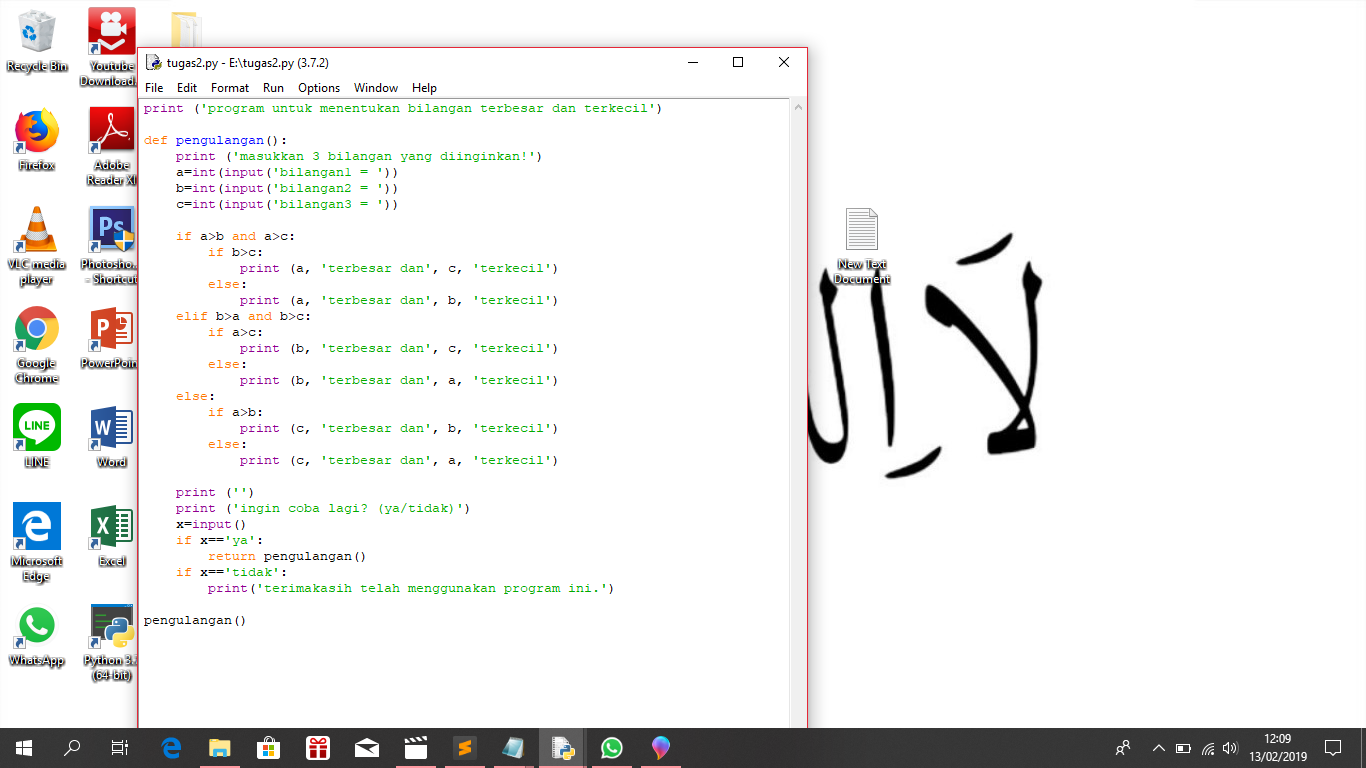 Recycle Bin
Youtube
Download...
Firefox
Adobe
Reader XI
VLC media
player
Photosho...
- Shortcut
Google
Chrome
PowerPoin
LINE
LINE
Word
Microsoft
Edge
Excel
WhatsApp
Python 3.7
(64-bit)
tugas2.py - E:\tugas2.py (3.7.2)
File Edit Format Run Options Window Help
print ('program untuk menentukan bilangan terbesar dan terkecil')
def pengulangan():
    print ('masukkan 3 bilangan yang diinginkan!')
    a=int(input('bilangan1 = '))
    b=int(input('bilangan2 = '))
    c=int(input('bilangan3 = '))
    if a>b and a>c:
        if b>c:
            print (a, 'terbesar dan', c, 'terkecil')
        else:
            print (a, 'terbesar dan', b, 'terkecil')
    elif b>a and b>c:
        if a>c:
            print (b, 'terbesar dan', c, 'terkecil')
        else:
            print (b, 'terbesar dan', a, 'terkecil')
    else:
        if a>b:
            print (c, 'terbesar dan', b, 'terkecil')
        else:
            print (c, 'terbesar dan', a, 'terkecil')
    print ('')
    print ('ingin coba lagi? (ya/tidak)')
    x=input()
    if x=='ya':
        return pengulangan()
    if x=='tidak':
        print('terimakasih telah menggunakan program ini.')
pengulangan()
New Text
Document
لَا اِل
12:09
13/02/2019